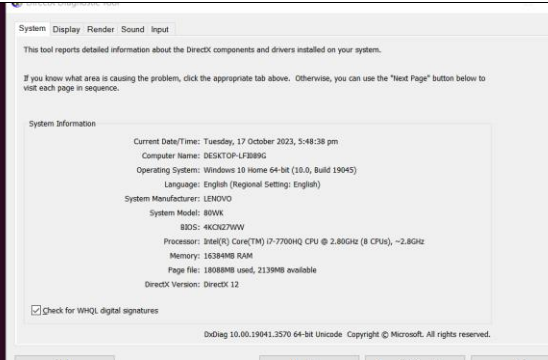 DirectX Diagnostic Tool
System Display Render Sound Input
This tool reports detailed information about the DirectX components and drivers installed on your system.
If you know what area is causing the problem, click the appropriate tab above. Otherwise, you can use the "Next Page" button below to
visit each page in sequence.
System Information
Current Date/Time: Tuesday, 17 October 2023, 5:48:38 pm
Computer Name: DESKTOP-LFI089G
Operating System: Windows 10 Home 64-bit (10.0, Build 19045)
Language: English (Regional Setting: English)
System Manufacturer: LENOVO
System Model: 80WK
BIOS: 4KCN27WW
Processor: Intel(R) Core(TM) i7-7700HQ CPU @ 2.80GHz (8 CPUs), ~2.8GHz
Memory: 16384MB RAM
Page file: 18088MB used, 2139MB available
DirectX Version: DirectX 12
Check for WHQL digital signatures
DxDiag 10.00.19041.3570 64-bit Unicode Copyright © Microsoft. All rights reserved.